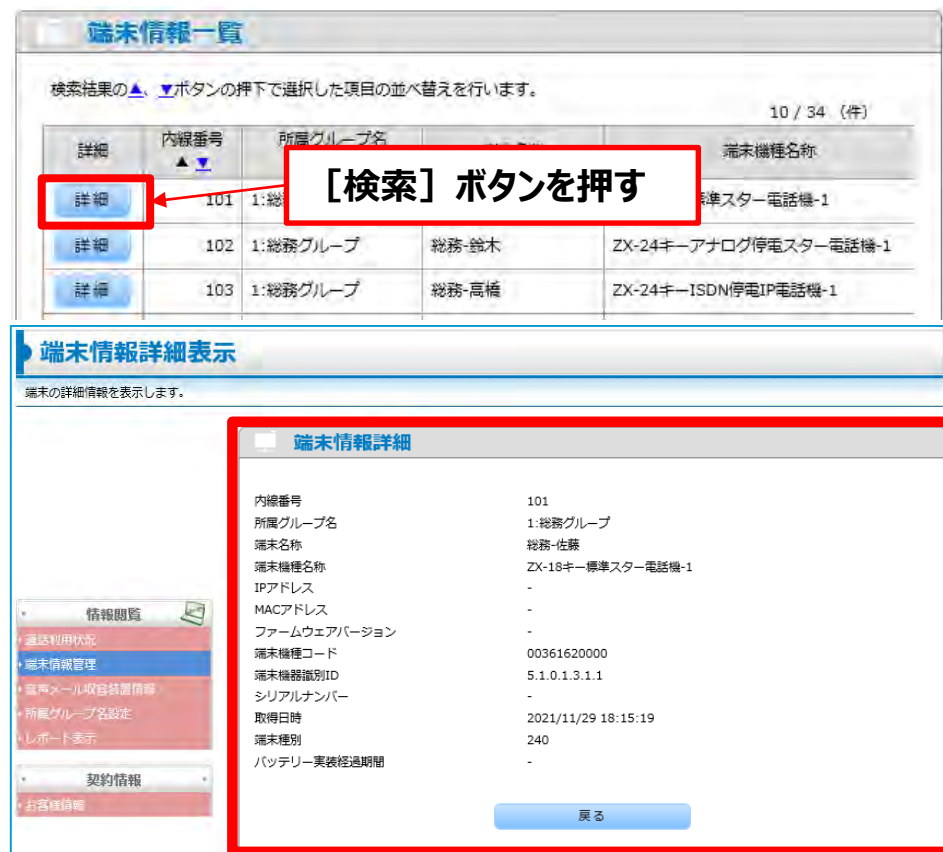 端末情報一覧
検索結果の▲、▼ボタンの押下で選択した項目の並べ替えを行います。
10 / 34 （件）
詳細 内線番号 所属グループ名 端末機種名称
▲ ▼
［検索］ボタンを押す
詳細 101 1:総 準スター電話機-1
詳細 102 1:総務グループ 総務-鈴木 ZX-24キーアナログ停電スター電話機-1
詳細 103 1:総務グループ 総務-高橋 ZX-24キーISDN停電IP電話機-1
端末情報詳細表示
端末の詳細情報を表示します。
端末情報詳細
内線番号 101
所属グループ名 1:総務グループ
端末名称 総務-佐藤
端末機種名称 ZX-18キー標準スター電話機-1
IPアドレス -
MACアドレス -
ファームウェアバージョン -
端末機種コード 00361620000
端末機器識別ID 5.1.0.1.3.1.1
シリアルナンバー -
取得日時 2021/11/29 18:15:19
端末種別 240
バッテリー実装経過期間 -
戻る
情報閲覧
通話利用状況
端末情報管理
音声メール収容装置情報
所属グループ名設定
レポート表示
契約情報
お客様情報